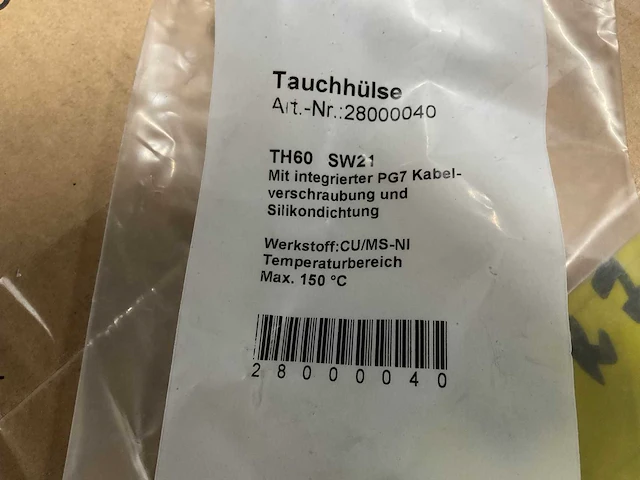 Tauchhülse
Art.-Nr.:28000040
TH60 SW21
Mit integrierter PG7 Kabel-
verschraubung und
Silikondichtung
Werkstoff:CU/MS-NI
Temperaturbereich
Max. 150 °C
28000040